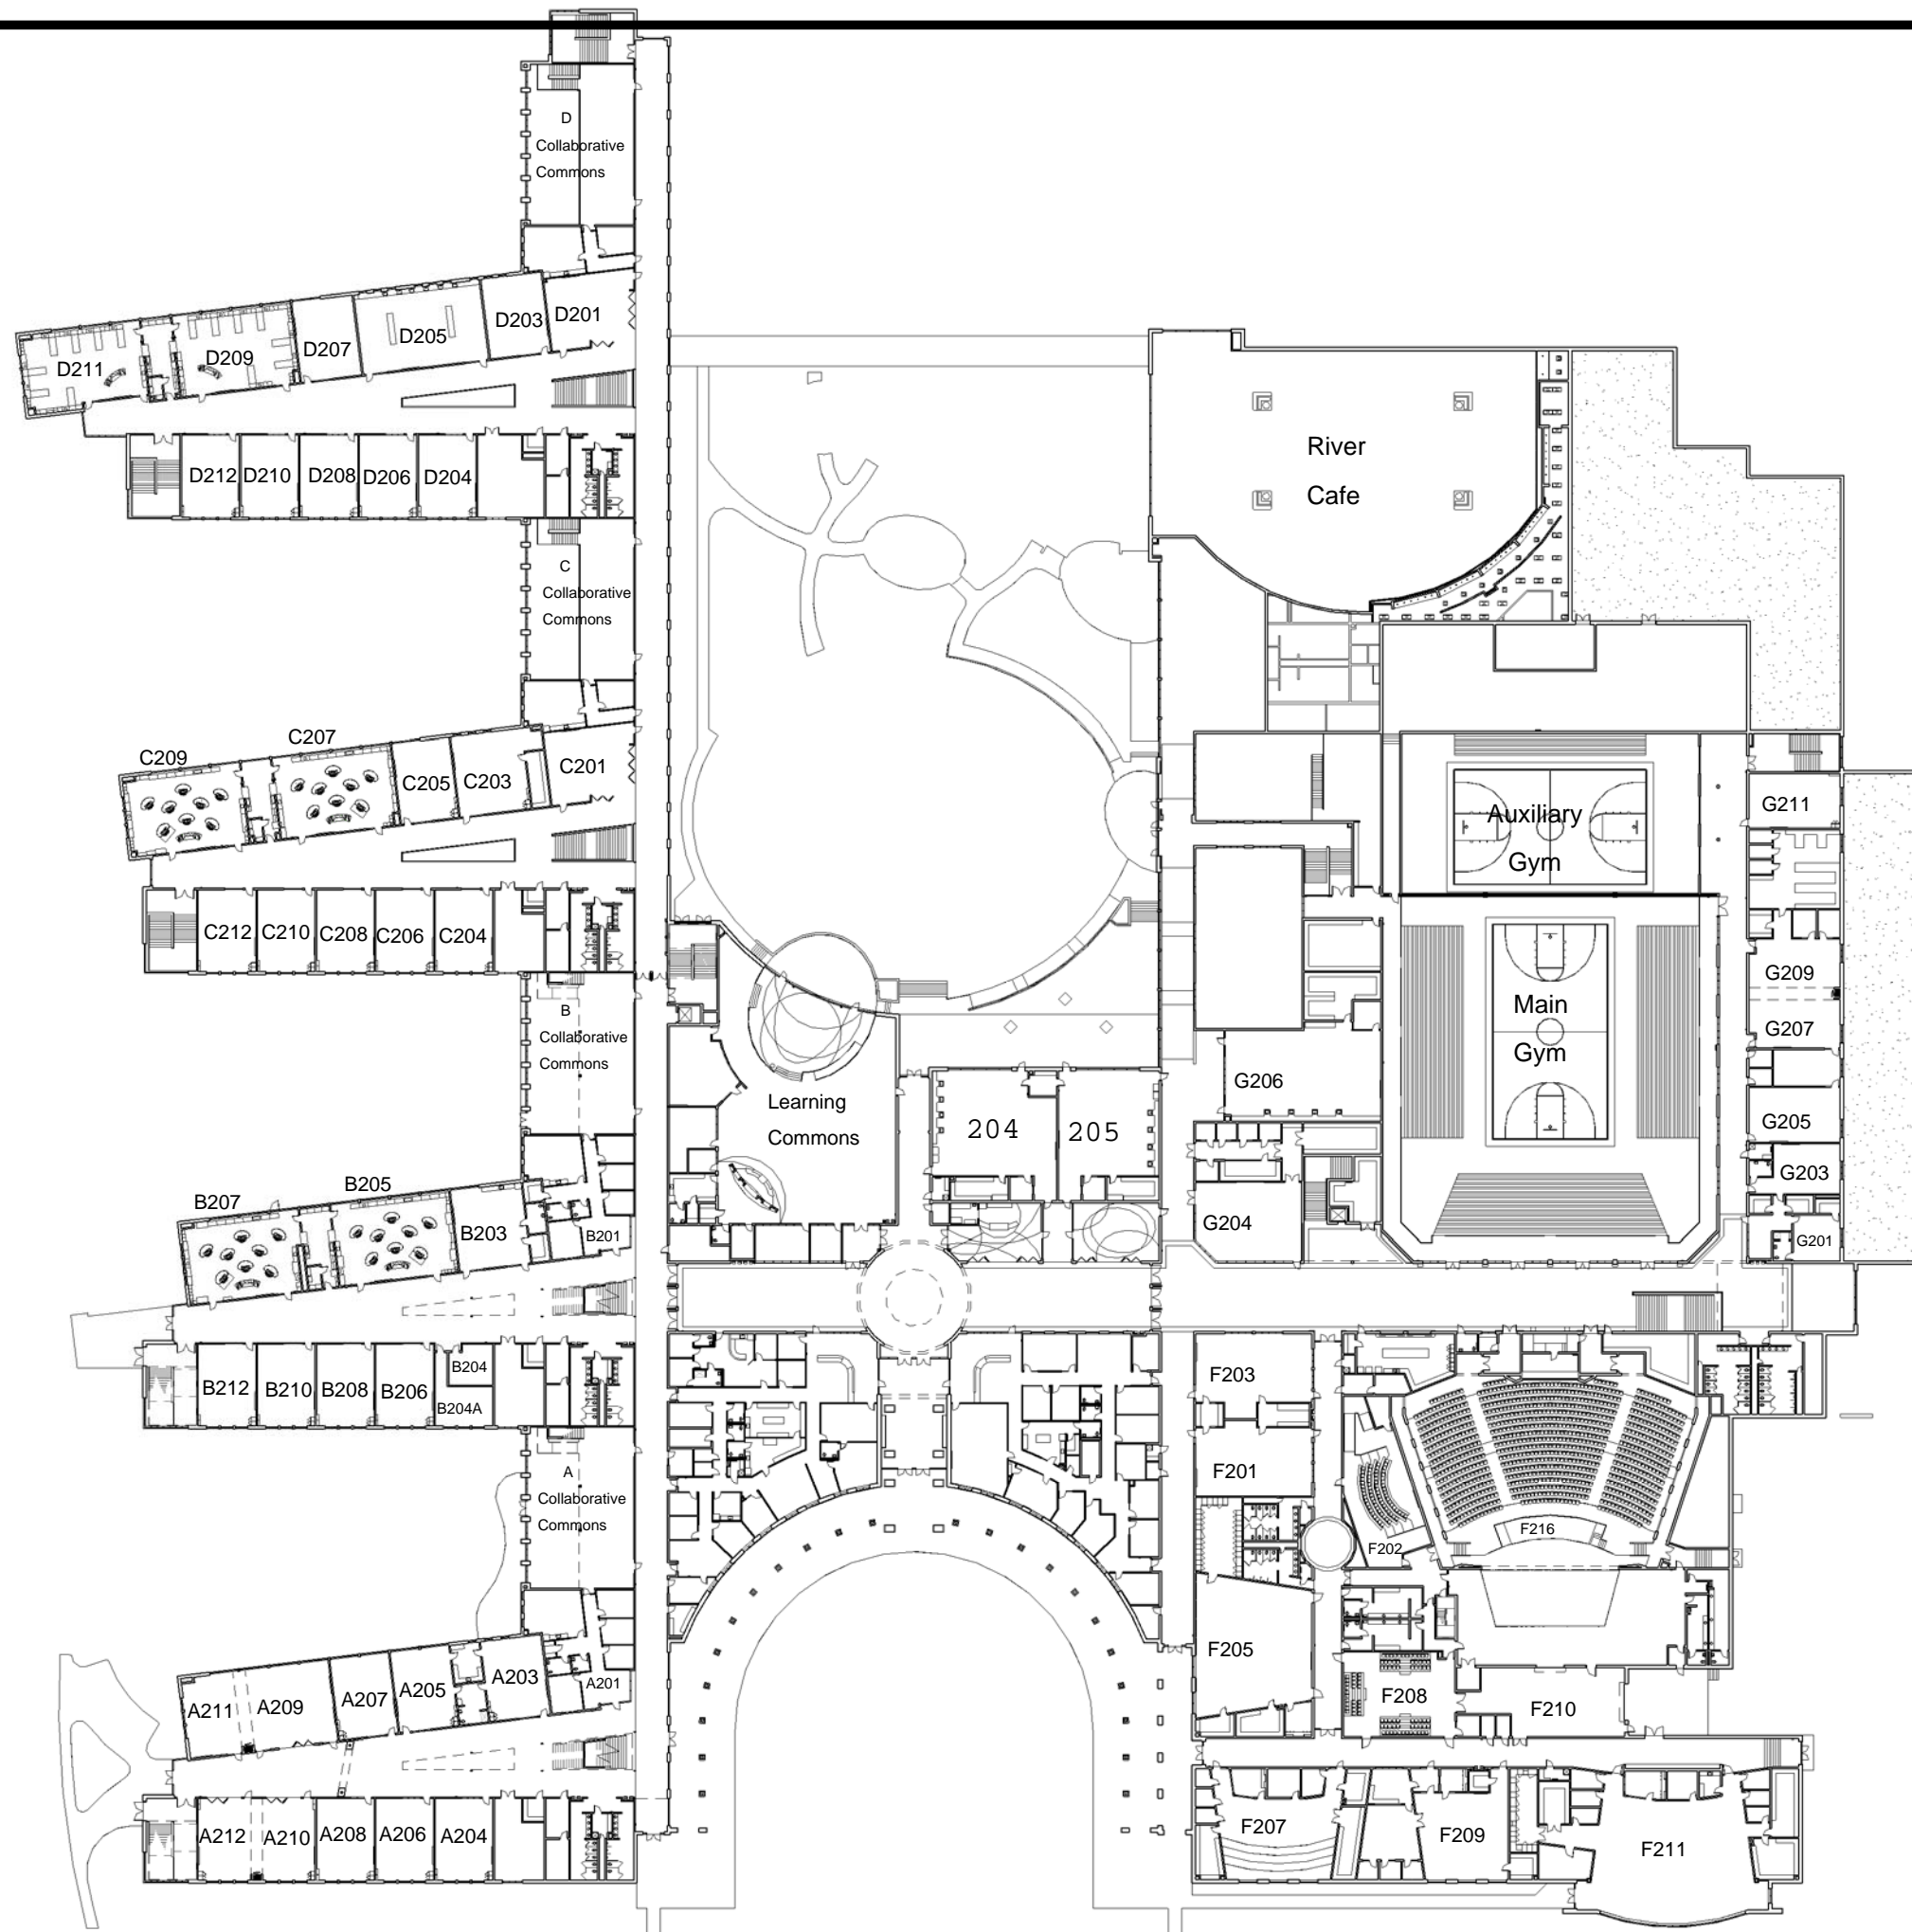 D
Collaborative
Commons
D201
D203
D205
D207
D209
D211
D212
D210
D208
D206
D204
River
Cafe
C
Collaborative
Commons
C207
C209
C201
C203
C205
C212
C210
C208
C206
C204
Auxiliary
Gym
G211
Main
Gym
G209
G207
G206
G205
G203
G204
G201
B
Collaborative
Commons
Learning
Commons
204
205
B205
B207
B203
B201
B212
B210
B208
B206
B204
B204A
F203
F201
F216
F202
A
Collaborative
Commons
F205
F208
F210
A211
A209
A207
A205
A203
A201
A212
A210
A208
A206
A204
F207
F209
F211